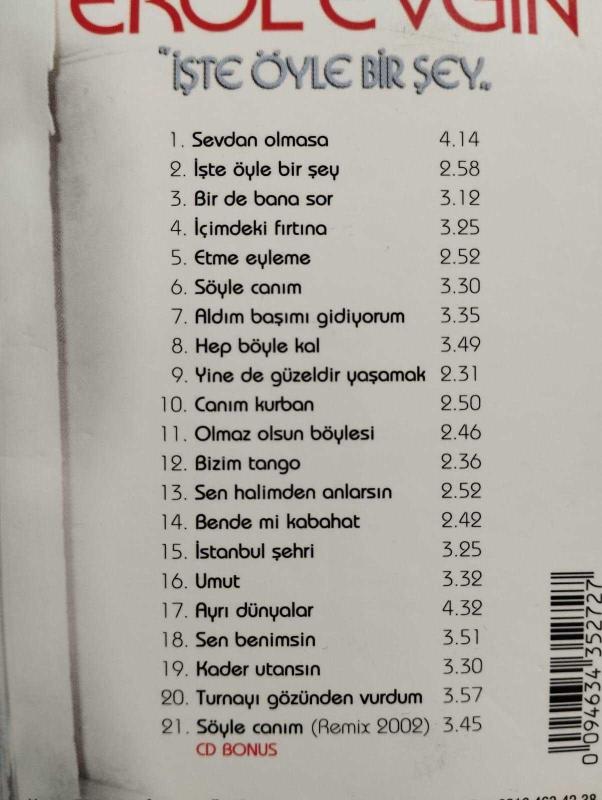 EROL EVGİN
"İŞTE ÖYLE BİR ŞEY..
1. Sevdan olmasa 4.14
2. İşte öyle bir şey 2.58
3. Bir de bana sor 3.12
4. İçimdeki fırtına 3.25
5. Etme eyleme 2.52
6. Söyle canım 3.30
7. Aldım başımı gidiyorum 3.35
8. Hep böyle kal 3.49
9. Yine de güzeldir yaşamak 2.31
10. Canım kurban 2.50
11. Olmaz olsun böylesi 2.46
12. Bizim tango 2.36
13. Sen halimden anlarsın 2.52
14. Bende mi kabahat 2.42
15. İstanbul şehri 3.25
16. Umut 3.32
17. Ayrı dünyalar 4.32
18. Sen benimsin 3.51
19. Kader utansın 3.30
20. Turnayı gözünden vurdum 3.57
21. Söyle canım (Remix 2002) 3.45
CD BONUS
0 094634 352727